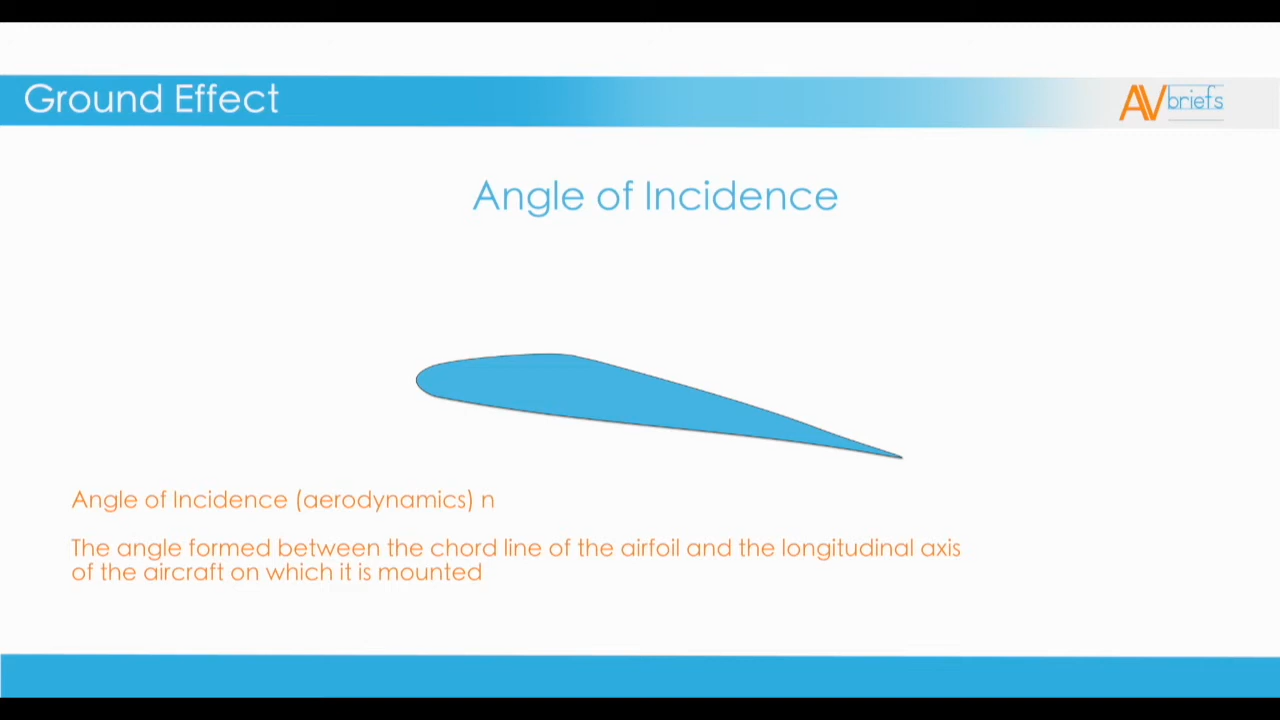 Ground Effect
AVbriefs
Angle of Incidence
Angle of Incidence (aerodynamics) n
The angle formed between the chord line of the airfoil and the longitudinal axis
of the aircraft on which it is mounted